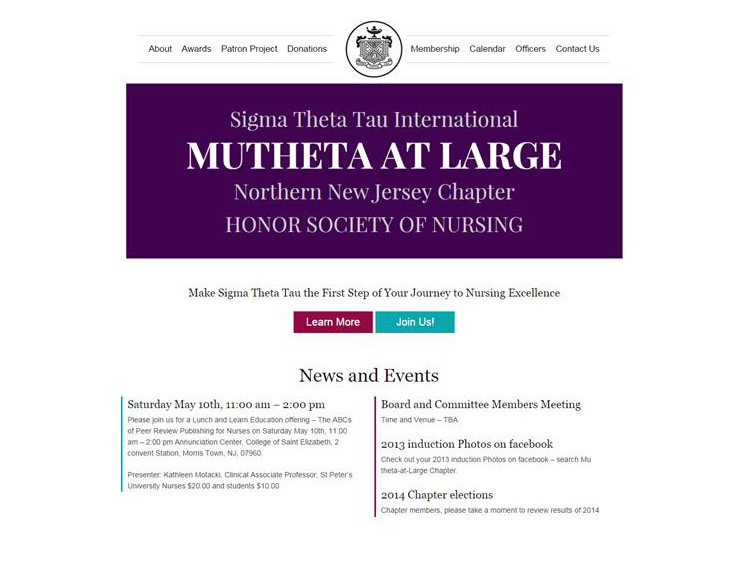 About Awards Patron Project Donations Membership Calendar Officers Contact Us
Sigma Theta Tau International
MUTHETA AT LARGE
Northern New Jersey Chapter
HONOR SOCIETY OF NURSING
Make Sigma Theta Tau the First Step of Your Journey to Nursing Excellence
Learn More Join Us!
News and Events
Saturday May 10th, 11:00 am – 2:00 pm
Please join us for a Lunch and Learn Education offering – The ABCs
of Peer Review Publishing for Nurses on Saturday May 10th, 11:00
am – 2:00 pm Annunciation Center, College of Saint Elizabeth, 2
convent Station, Morris Town, NJ, 07960.
Presenter: Kathleen Motacki, Clinical Associate Professor, St Peter's
University Nurses $20.00 and students $10.00
Board and Committee Members Meeting
Time and Venue – TBA
2013 induction Photos on facebook
Check out your 2013 induction Photos on facebook – search Mu
theta-at-Large Chapter.
2014 Chapter elections
Chapter members, please take a moment to review results of 2014